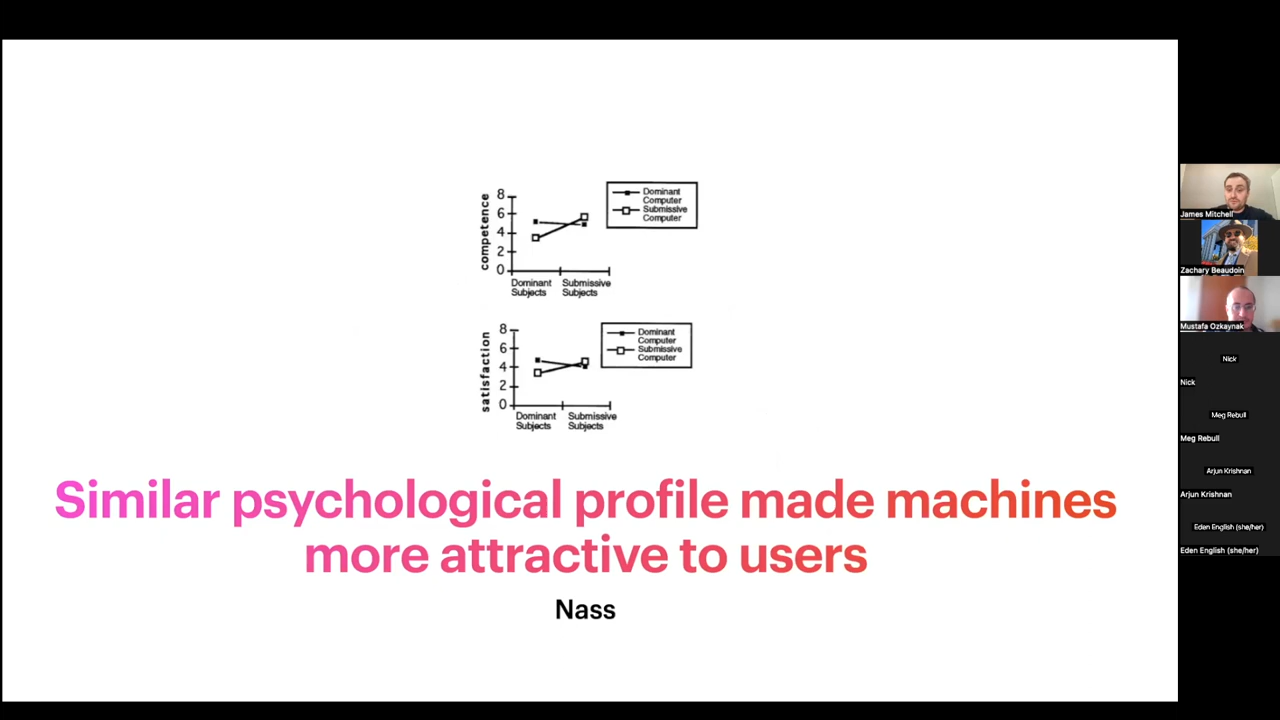 competence
8
6
4
2
0
Dominant
Subjects
Submissive
Subjects
Dominant
Computer
Submissive
Computer
satisfaction
8
6
4
2
0
Dominant
Subjects
Submissive
Subjects
Dominant
Computer
Submissive
Computer
Similar psychological profile made machines
more attractive to users
Nass
James Mitchell
Zachary Beaudoin
Mustafa Ozkaynak
Nick
Nick
Meg Rebull
Meg Rebull
Arjun Krishnan
Arjun Krishnan
Eden English (she/her)
Eden English (she/her)